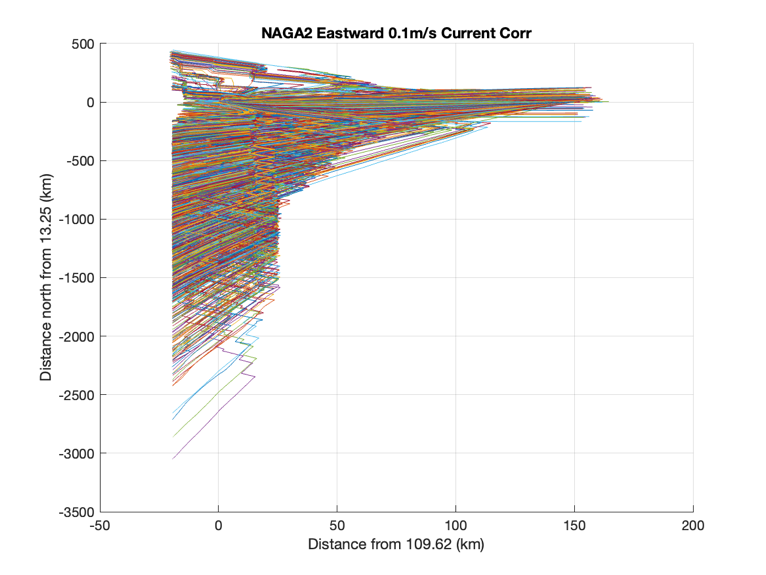 NAGA2 Eastward 0.1m/s Current Corr
500
0
-500
-1000
-1500
-2000
-2500
-3000
-3500
Distance north from 13.25 (km)
-50 0 50 100 150 200
Distance from 109.62 (km)